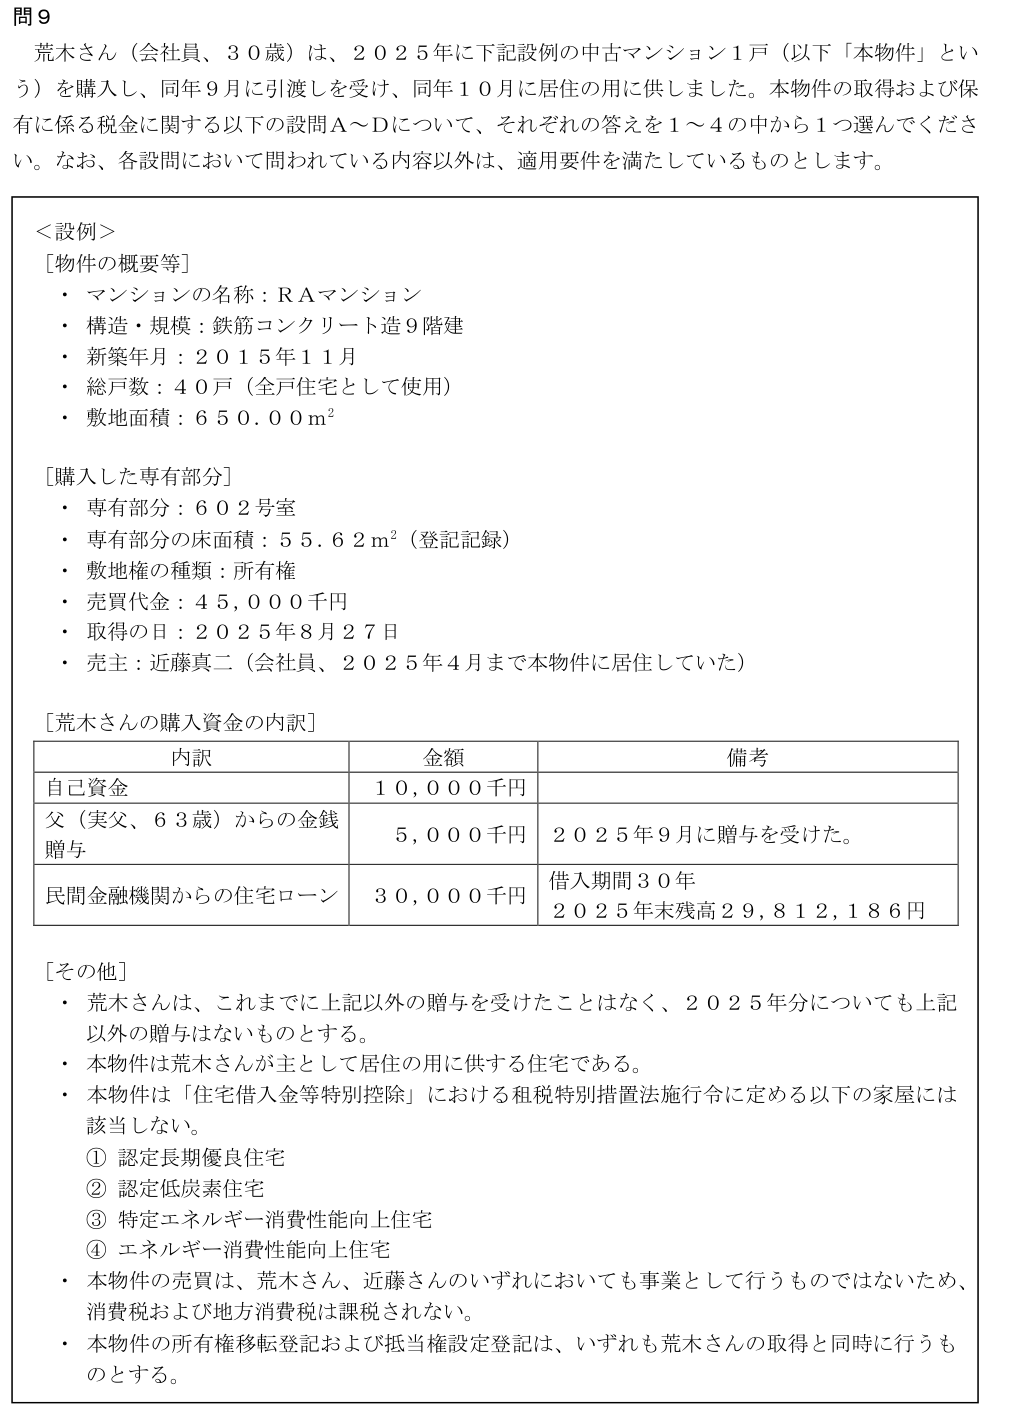 問９
　荒木さん（会社員、３０歳）は、２０２５年に下記設例の中古マンション１戸（以下「本物件」とい
う）を購入し、同年９月に引渡しを受け、同年１０月に居住の用に供しました。本物件の取得および保
有に係る税金に関する以下の設問Ａ～Ｄについて、それぞれの答えを１～４の中から１つ選んでくださ
い。なお、各設問において問われている内容以外は、適用要件を満たしているものとします。
＜設例＞
［物件の概要等］
・ マンションの名称：ＲＡマンション
・ 構造・規模：鉄筋コンクリート造９階建
・ 新築年月：２０１５年１１月
・ 総戸数：４０戸（全戸住宅として使用）
・ 敷地面積：６５０.００m²
［購入した専有部分］
・ 専有部分：６０２号室
・ 専有部分の床面積：５５.６２m²（登記記録）
・ 敷地権の種類：所有権
・ 売買代金：４５,０００千円
・ 取得の日：２０２５年８月２７日
・ 売主：近藤真二（会社員、２０２５年４月まで本物件に居住していた）
［荒木さんの購入資金の内訳］
内訳 金額 備考
自己資金 １０,０００千円
父（実父、６３歳）からの金銭
贈与 ５,０００千円 ２０２５年９月に贈与を受けた。
民間金融機関からの住宅ローン ３０,０００千円 借入期間３０年
２０２５年末残高２９,８１２,１８６円
［その他］
・ 荒木さんは、これまでに上記以外の贈与を受けたことはなく、２０２５年分についても上記
以外の贈与はないものとする。
・ 本物件は荒木さんが主として居住の用に供する住宅である。
・ 本物件は「住宅借入金等特別控除」における租税特別措置法施行令に定める以下の家屋には
該当しない。
① 認定長期優良住宅
② 認定低炭素住宅
③ 特定エネルギー消費性能向上住宅
④ エネルギー消費性能向上住宅
・ 本物件の売買は、荒木さん、近藤さんのいずれにおいても事業として行うものではないため、
消費税および地方消費税は課税されない。
・ 本物件の所有権移転登記および抵当権設定登記は、いずれも荒木さんの取得と同時に行うも
のとする。